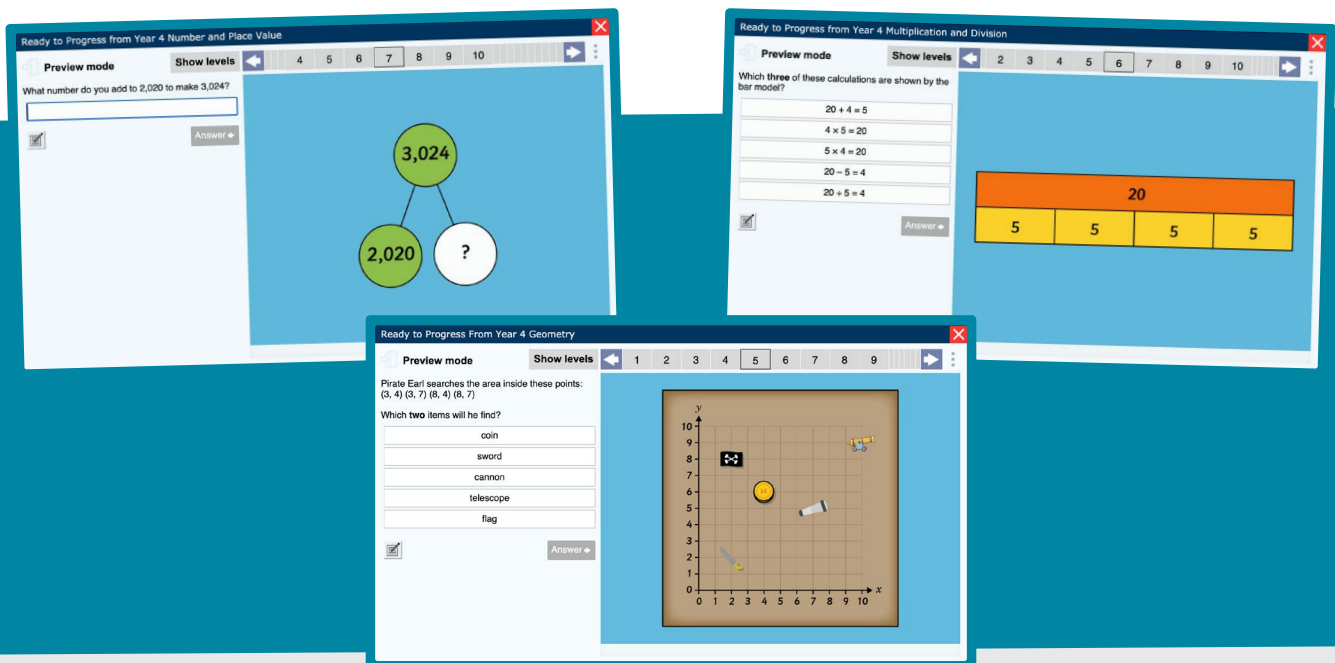 Ready to Progress from Year 4 Number and Place Value
Preview mode
Show levels
4 5 6 7 8 9 10
What number do you add to 2,020 to make 3,024?
Answer
3,024
2,020
?
Ready to Progress from Year 4 Multiplication and Division
Preview mode
Show levels
2 3 4 5 6 7 8 9 10
Which three of these calculations are shown by the
bar model?
20 + 4 = 5
4 × 5 = 20
5 × 4 = 20
20 − 5 = 4
20 ÷ 5 = 4
Answer
20
5 5 5 5
Ready to Progress From Year 4 Geometry
Preview mode
Show levels
1 2 3 4 5 6 7 8 9
Pirate Earl searches the area inside these points:
(3, 4) (3, 7) (8, 4) (8, 7)
Which two items will he find?
coin
sword
cannon
telescope
flag
Answer
y
10
9
8
7
6
5
4
3
2
1
0
x
0 1 2 3 4 5 6 7 8 9 10